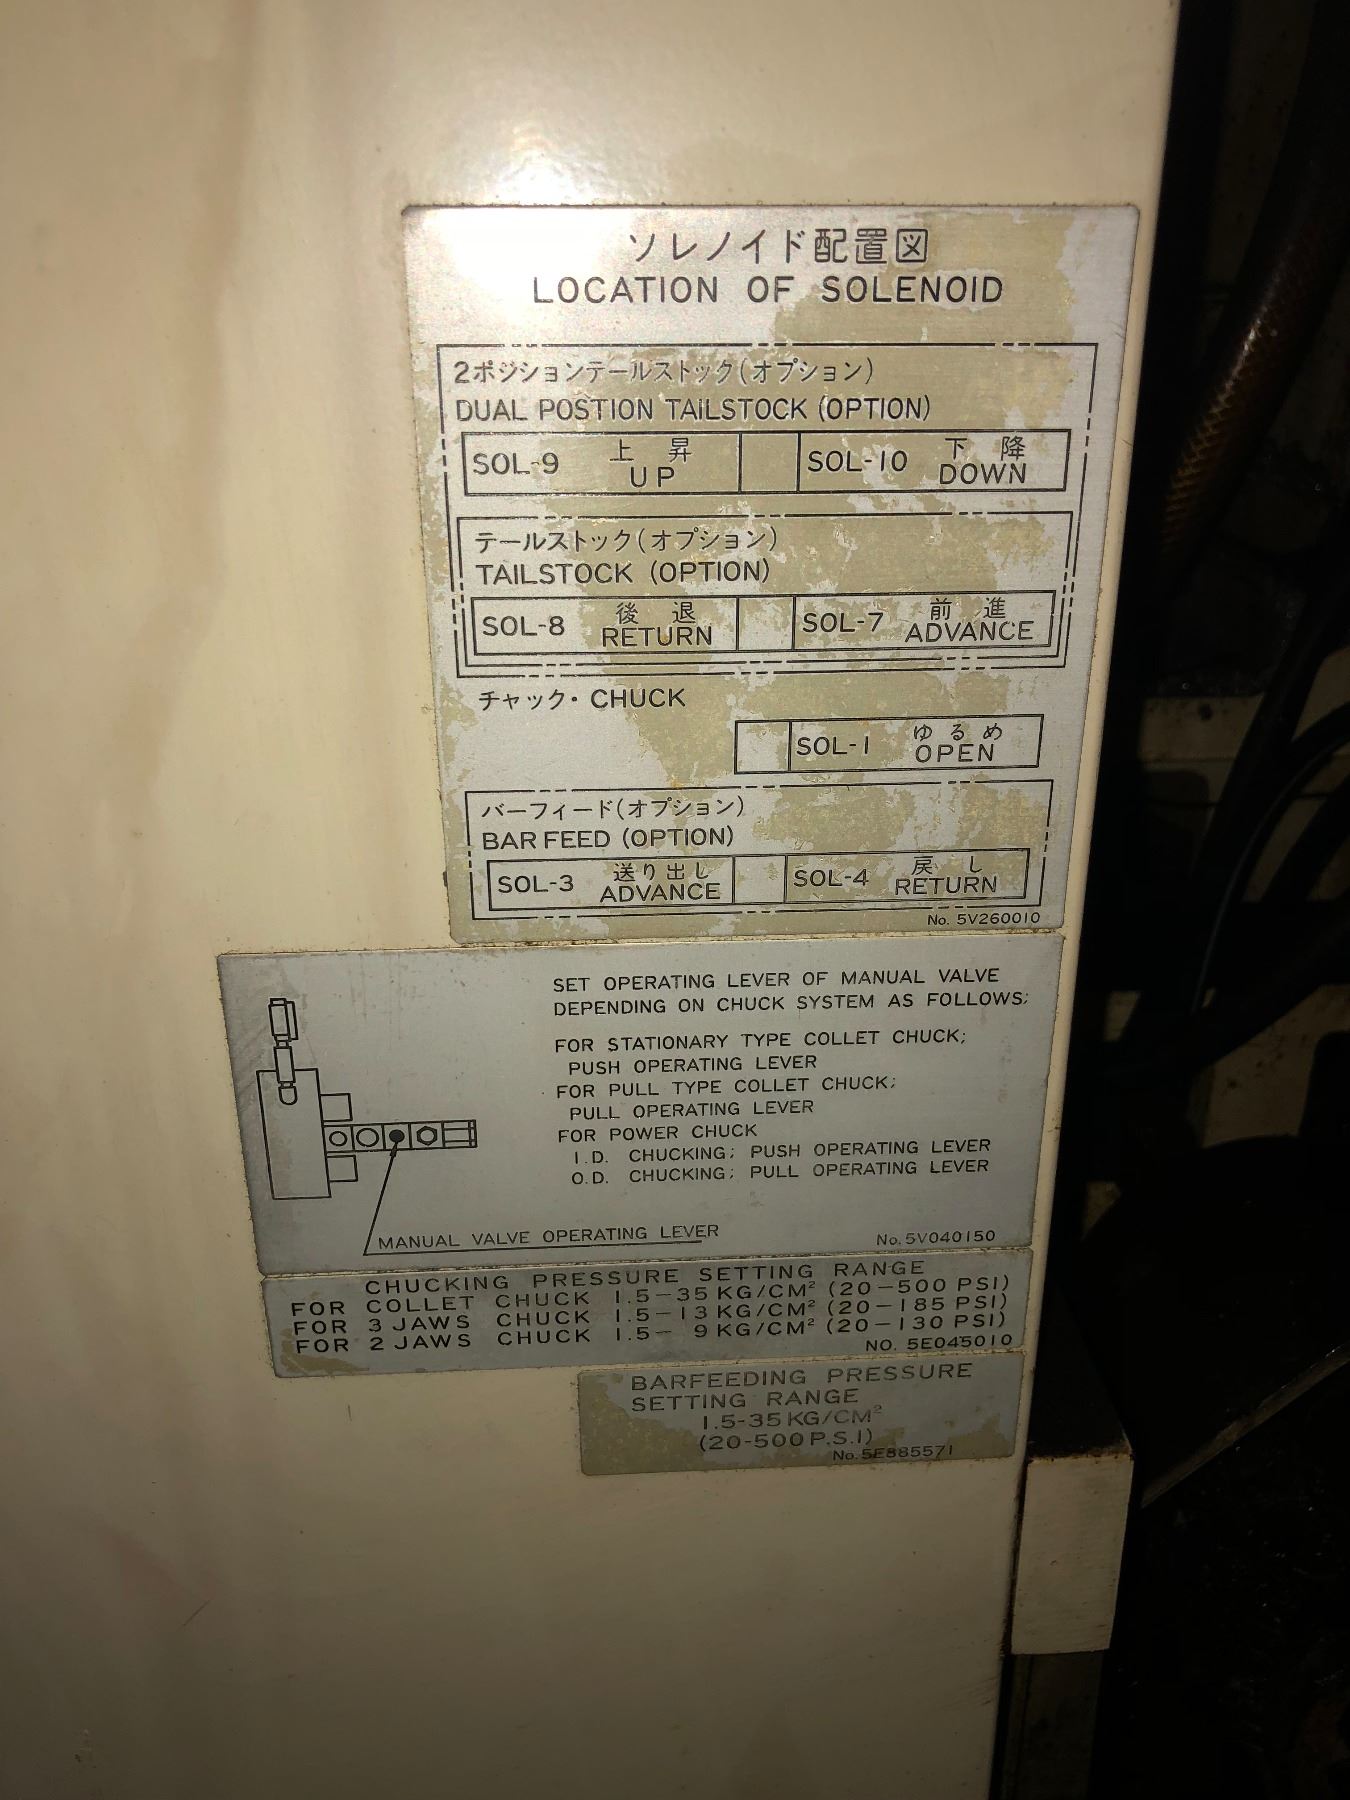 ソレノイド配置図
LOCATION OF SOLENOID
2ポジションテールストック(オプション)
DUAL POSTION TAILSTOCK (OPTION)
SOL-9 上昇 UP SOL-10 下降 DOWN
テールストック(オプション)
TAILSTOCK (OPTION)
SOL-8 後退 RETURN SOL-7 前進 ADVANCE
チャック・CHUCK
SOL-1 ゆるめ OPEN
バーフィード(オプション)
BAR FEED (OPTION)
SOL-3 送り出し ADVANCE SOL-4 戻し RETURN
No. 5V260010
SET OPERATING LEVER OF MANUAL VALVE
DEPENDING ON CHUCK SYSTEM AS FOLLOWS;
FOR STATIONARY TYPE COLLET CHUCK;
PUSH OPERATING LEVER
FOR PULL TYPE COLLET CHUCK;
PULL OPERATING LEVER
FOR POWER CHUCK
I.D. CHUCKING; PUSH OPERATING LEVER
O.D. CHUCKING; PULL OPERATING LEVER
MANUAL VALVE OPERATING LEVER
No.5V040150
CHUCKING PRESSURE SETTING RANGE
FOR COLLET CHUCK 1.5-35 KG/CM² (20-500 PSI)
FOR 3 JAWS CHUCK 1.5-13 KG/CM² (20-185 PSI)
FOR 2 JAWS CHUCK 1.5- 9 KG/CM² (20-130 PSI)
NO. 5E045010
BARFEEDING PRESSURE
SETTING RANGE
1.5-35 KG/CM²
(20-500 P.S.I)
No.5E885571